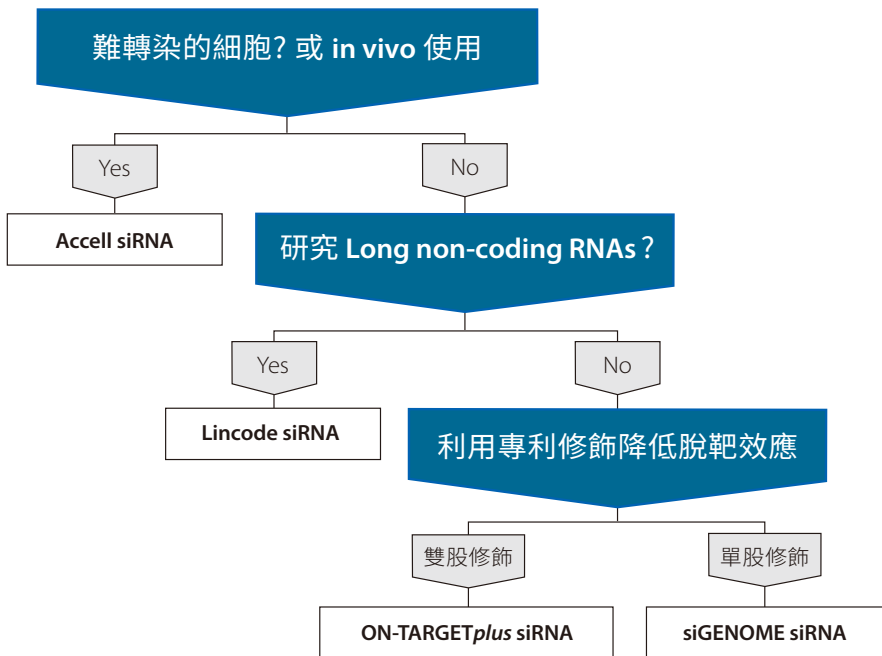 難轉染的細胞? 或 in vivo 使用
Yes
No
Accell siRNA
研究 Long non-coding RNAs ?
Yes
No
Lincode siRNA
利用專利修飾降低脫靶效應
雙股修飾
單股修飾
ON-TARGETplus siRNA
siGENOME siRNA